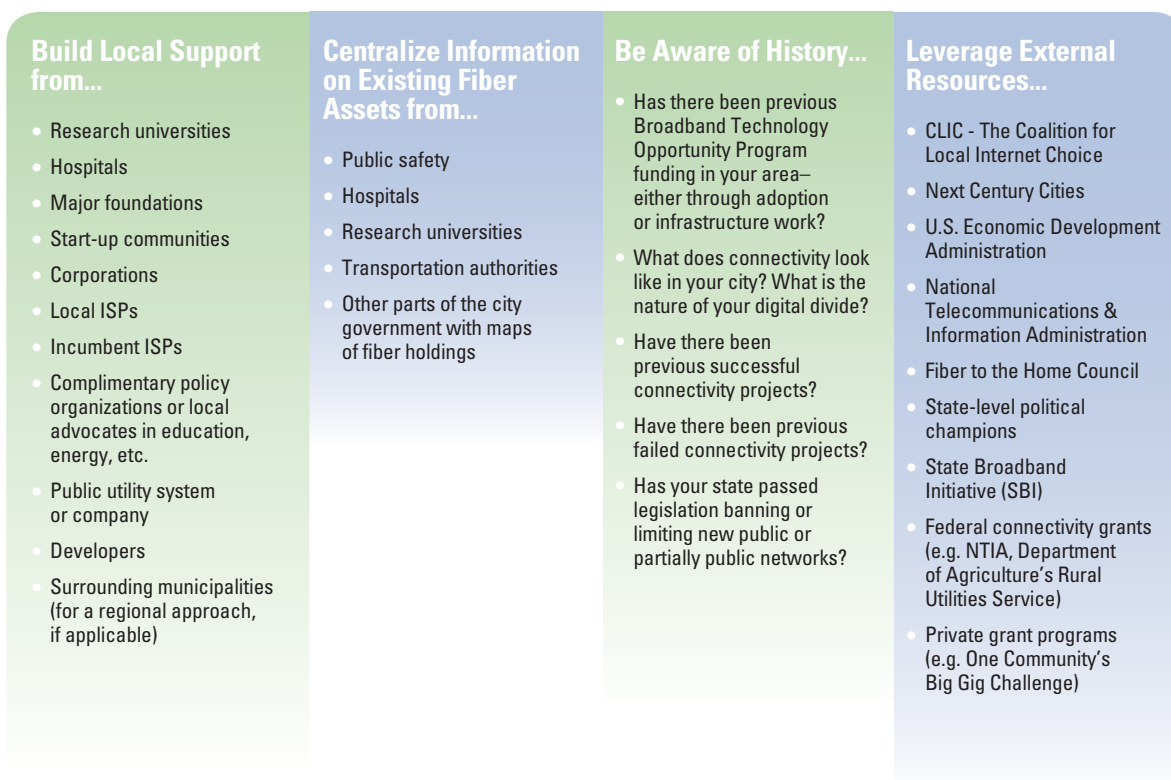 Build Local Support
from...
• Research universities
• Hospitals
• Major foundations
• Start-up communities
• Corporations
• Local ISPs
• Incumbent ISPs
• Complimentary policy
organizations or local
advocates in education,
energy, etc.
• Public utility system
or company
• Developers
• Surrounding municipalities
(for a regional approach,
if applicable)
Centralize Information
on Existing Fiber
Assets from...
• Public safety
• Hospitals
• Research universities
• Transportation authorities
• Other parts of the city
government with maps
of fiber holdings
Be Aware of History...
• Has there been previous
Broadband Technology
Opportunity Program
funding in your area–
either through adoption
or infrastructure work?
• What does connectivity look
like in your city? What is the
nature of your digital divide?
• Have there been
previous successful
connectivity projects?
• Have there been previous
failed connectivity projects?
• Has your state passed
legislation banning or
limiting new public or
partially public networks?
Leverage External
Resources...
• CLIC - The Coalition for
Local Internet Choice
• Next Century Cities
• U.S. Economic Development
Administration
• National
Telecommunications &
Information Administration
• Fiber to the Home Council
• State-level political
champions
• State Broadband
Initiative (SBI)
• Federal connectivity grants
(e.g. NTIA, Department
of Agriculture's Rural
Utilities Service)
• Private grant programs
(e.g. One Community's
Big Gig Challenge)